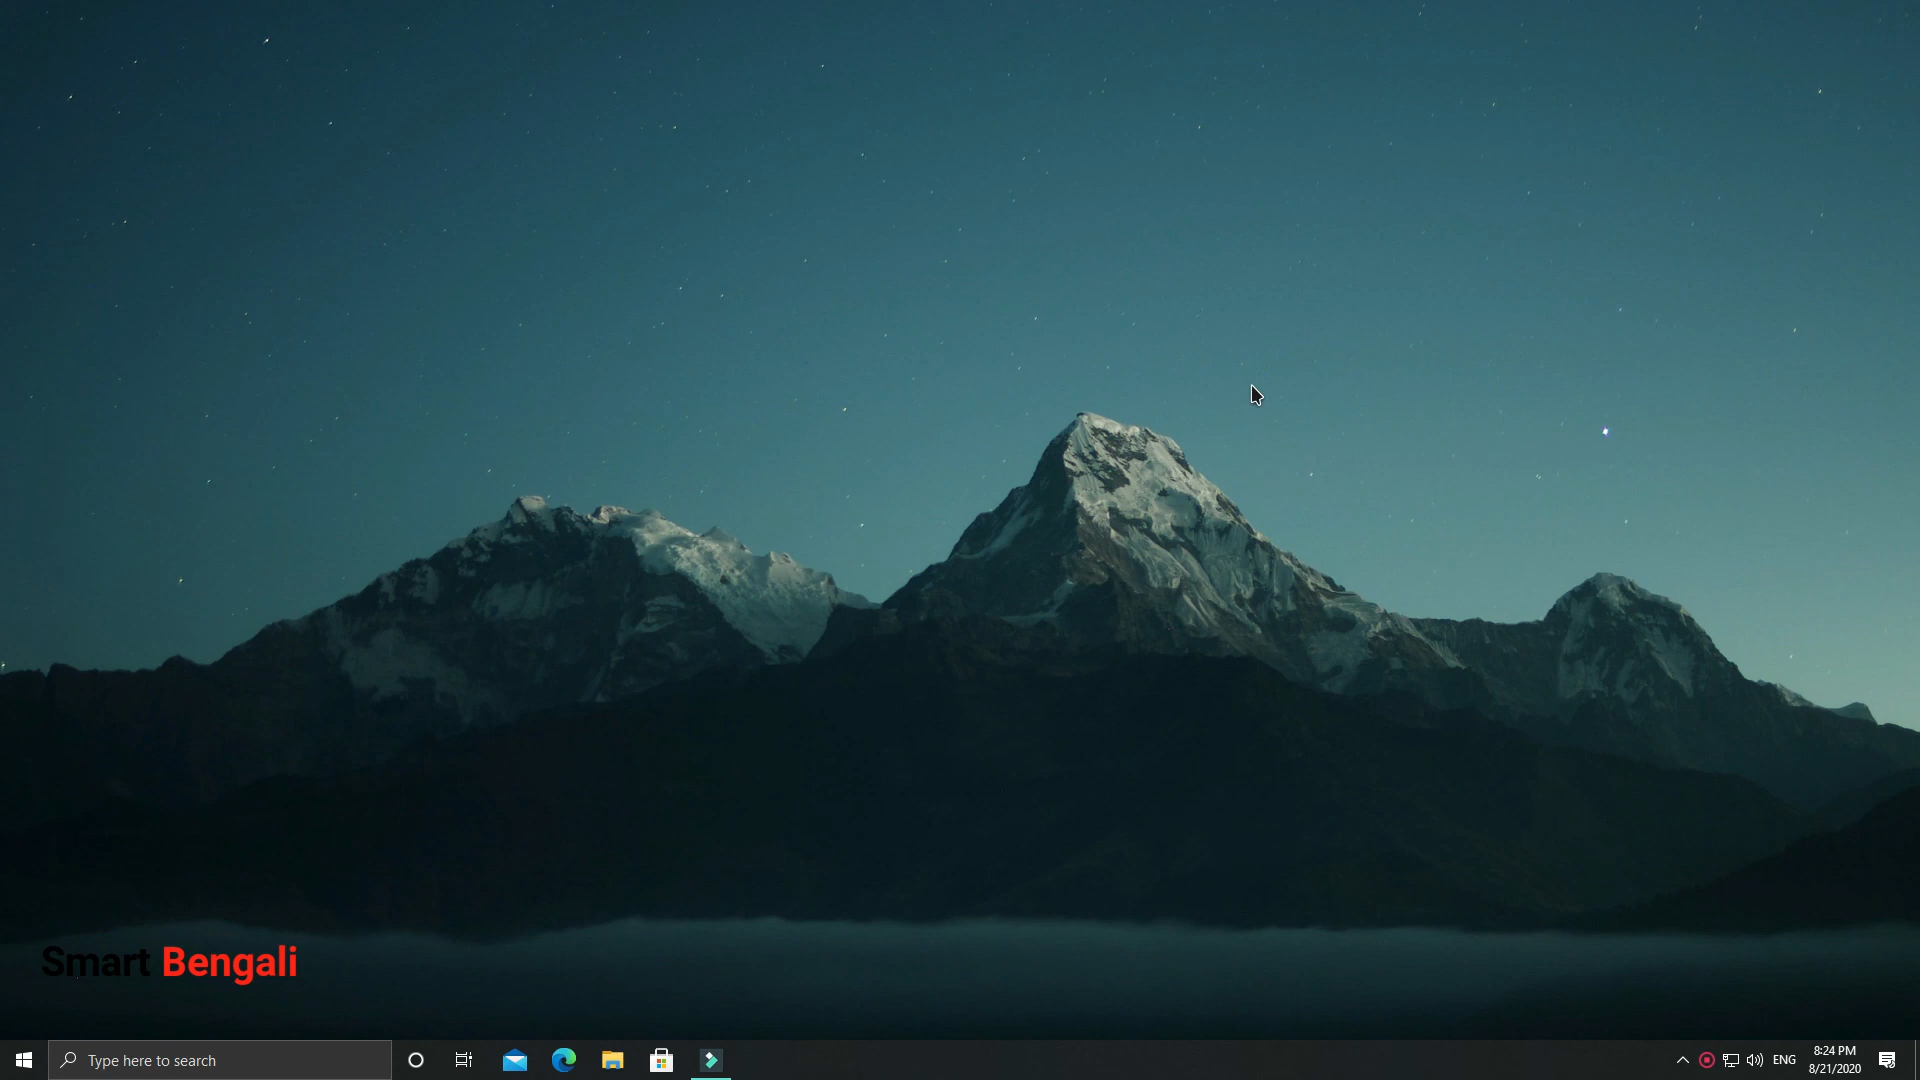 Smart Bengali
Type here to search
ENG
8:24 PM
8/21/2020